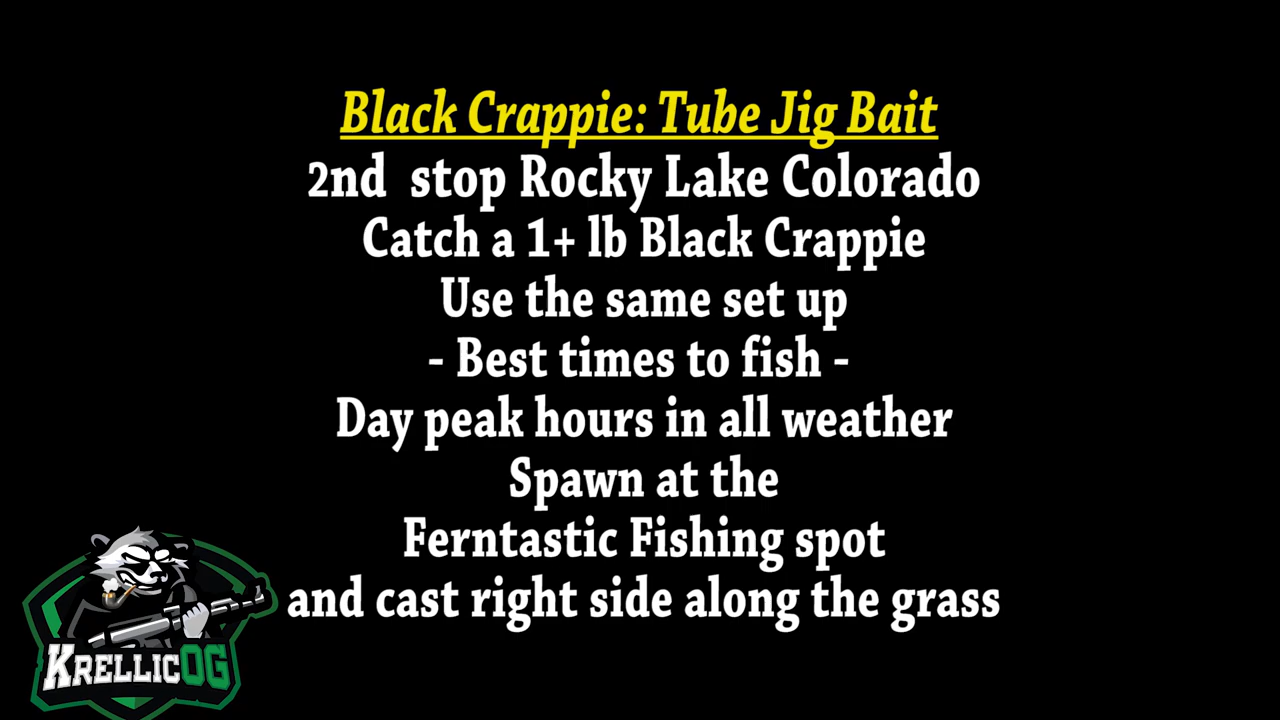 Black Crappie: Tube Jig Bait
2nd stop Rocky Lake Colorado
Catch a 1+ lb Black Crappie
Use the same set up
- Best times to fish -
Day peak hours in all weather
Spawn at the
Ferntastic Fishing spot
and cast right side along the grass
KRELLICOG